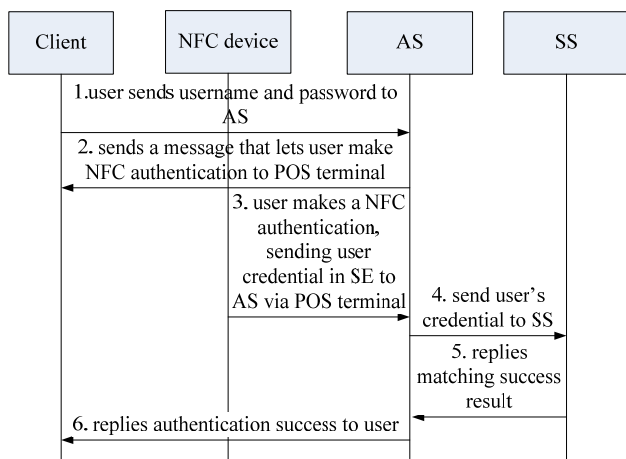 Client
NFC device
AS
SS
1.user sends username and password to
AS
2. sends a message that lets user make
NFC authentication to POS terminal
3. user makes a NFC
authentication,
sending user
credential in SE to
AS via POS terminal
4. send user's
credential to SS
5. replies
matching success
result
6. replies authentication success to user